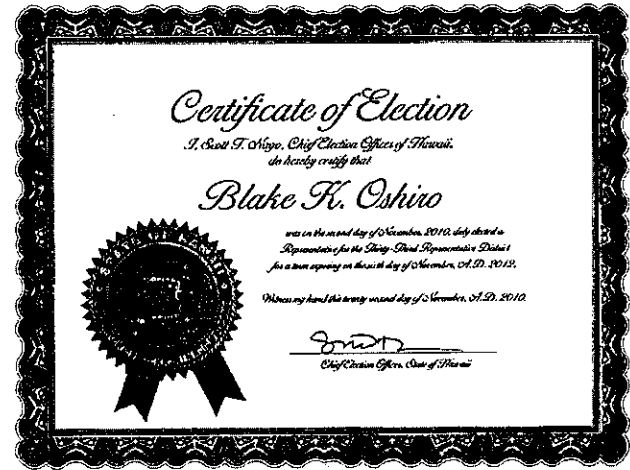 Certificate of Election
I, Scott T. Nago, Chief Election Officer of Hawaii,
do hereby certify that
Blake K. Oshiro
was on the second day of November, 2010, duly elected a
Representative for the Thirty-Third Representative District
for a term expiring on the sixth day of November, A.D. 2012.
Witness my hand this twenty second day of November, A.D. 2010.
Chief Election Officer, State of Hawaii
STATE OF HAWAII